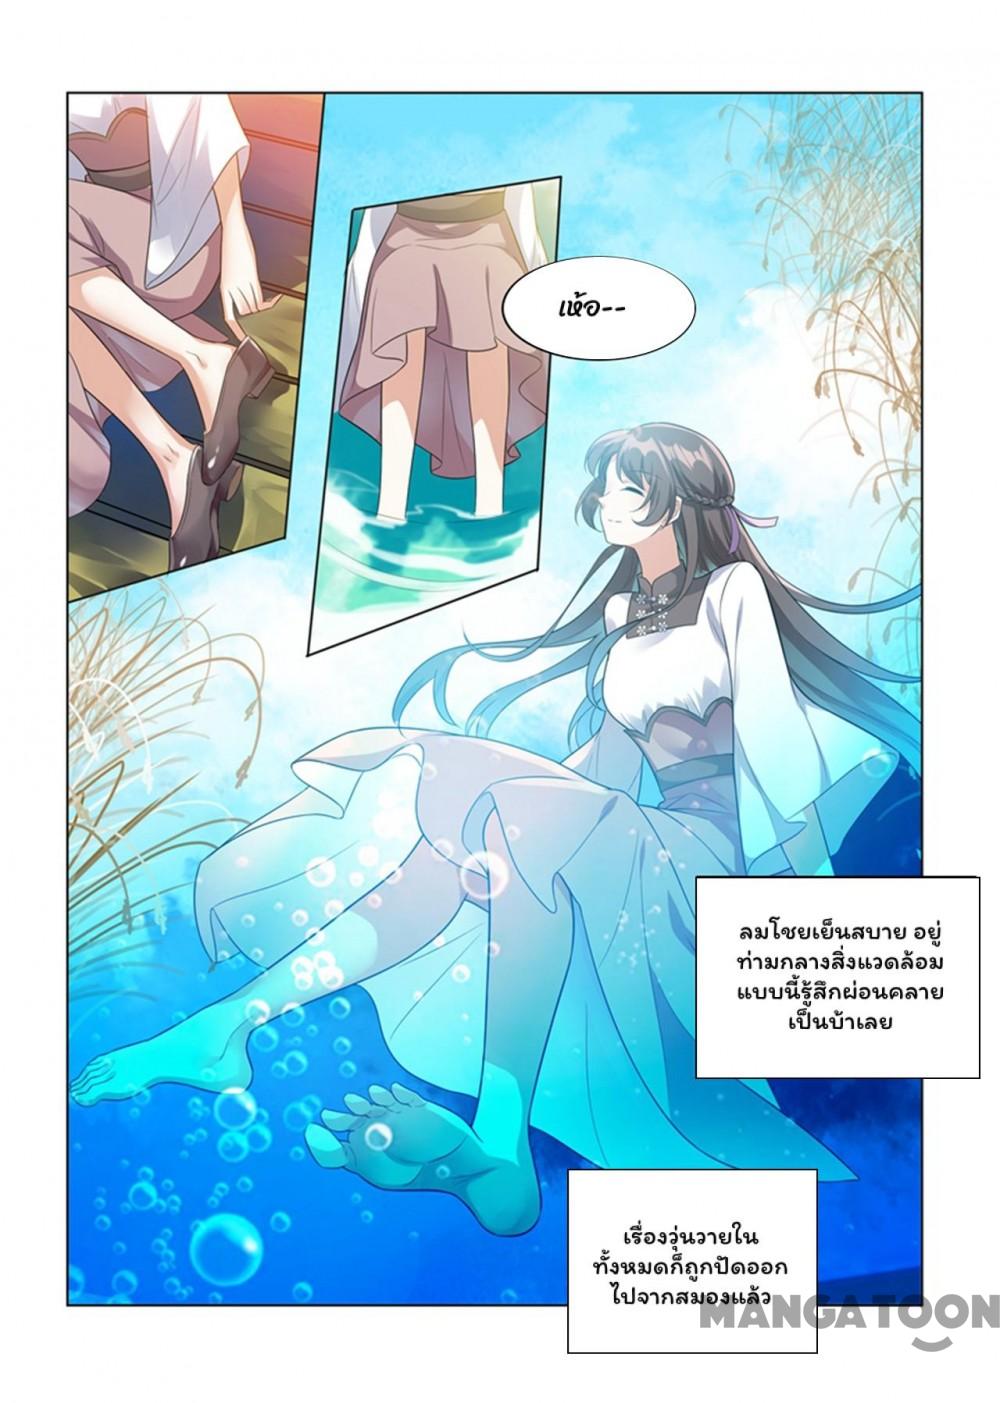 เห้อ--
ลมโชยเย็นสบาย อยู่
ท่ามกลางสิ่งแวดล้อม
แบบนี้รู้สึกผ่อนคลาย
เป็นบ้าเลย
เรื่องวุ่นวายใน
ทั้งหมดก็ถูกปัดออก
ไปจากสมองแล้ว
MANGATOON